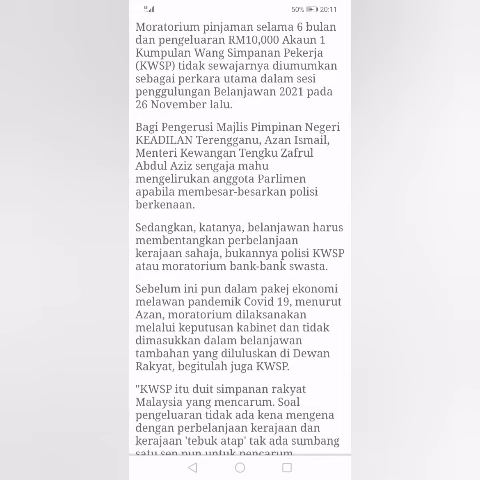 50% 20:11
Moratorium pinjaman selama 6 bulan
dan pengeluaran RM10,000 Akaun 1
Kumpulan Wang Simpanan Pekerja
(KWSP) tidak sewajarnya diumumkan
sebagai perkara utama dalam sesi
penggulungan Belanjawan 2021 pada
26 November lalu.
Bagi Pengerusi Majlis Pimpinan Negeri
KEADILAN Terengganu, Azan Ismail,
Menteri Kewangan Tengku Zafrul
Abdul Aziz sengaja mahu
mengelirukan anggota Parlimen
apabila membesar-besarkan polisi
berkenaan.
Sedangkan, katanya, belanjawan harus
membentangkan perbelanjaan
kerajaan sahaja, bukannya polisi KWSP
atau moratorium bank-bank swasta.
Sebelum ini pun dalam pakej ekonomi
melawan pandemik Covid 19, menurut
Azan, moratorium dilaksanakan
melalui keputusan kabinet dan tidak
dimasukkan dalam belanjawan
tambahan yang diluluskan di Dewan
Rakyat, begitulah juga KWSP.
"KWSP itu duit simpanan rakyat
Malaysia yang mencarum. Soal
pengeluaran tidak ada kena mengena
dengan perbelanjaan kerajaan dan
kerajaan 'tebuk atap' tak ada sumbang
satu sen pun untuk pencarum